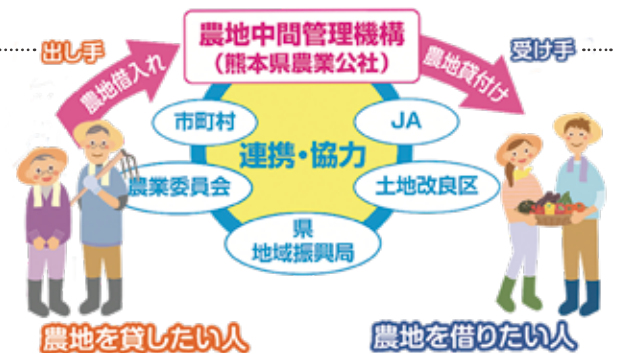 農地中間管理機構
(熊本県農業公社)
出し手
受け手
農地借入れ
農地貸付け
市町村
JA
連携・協力
農業委員会
土地改良区
県
地域振興局
農地を貸したい人
農地を借りたい人